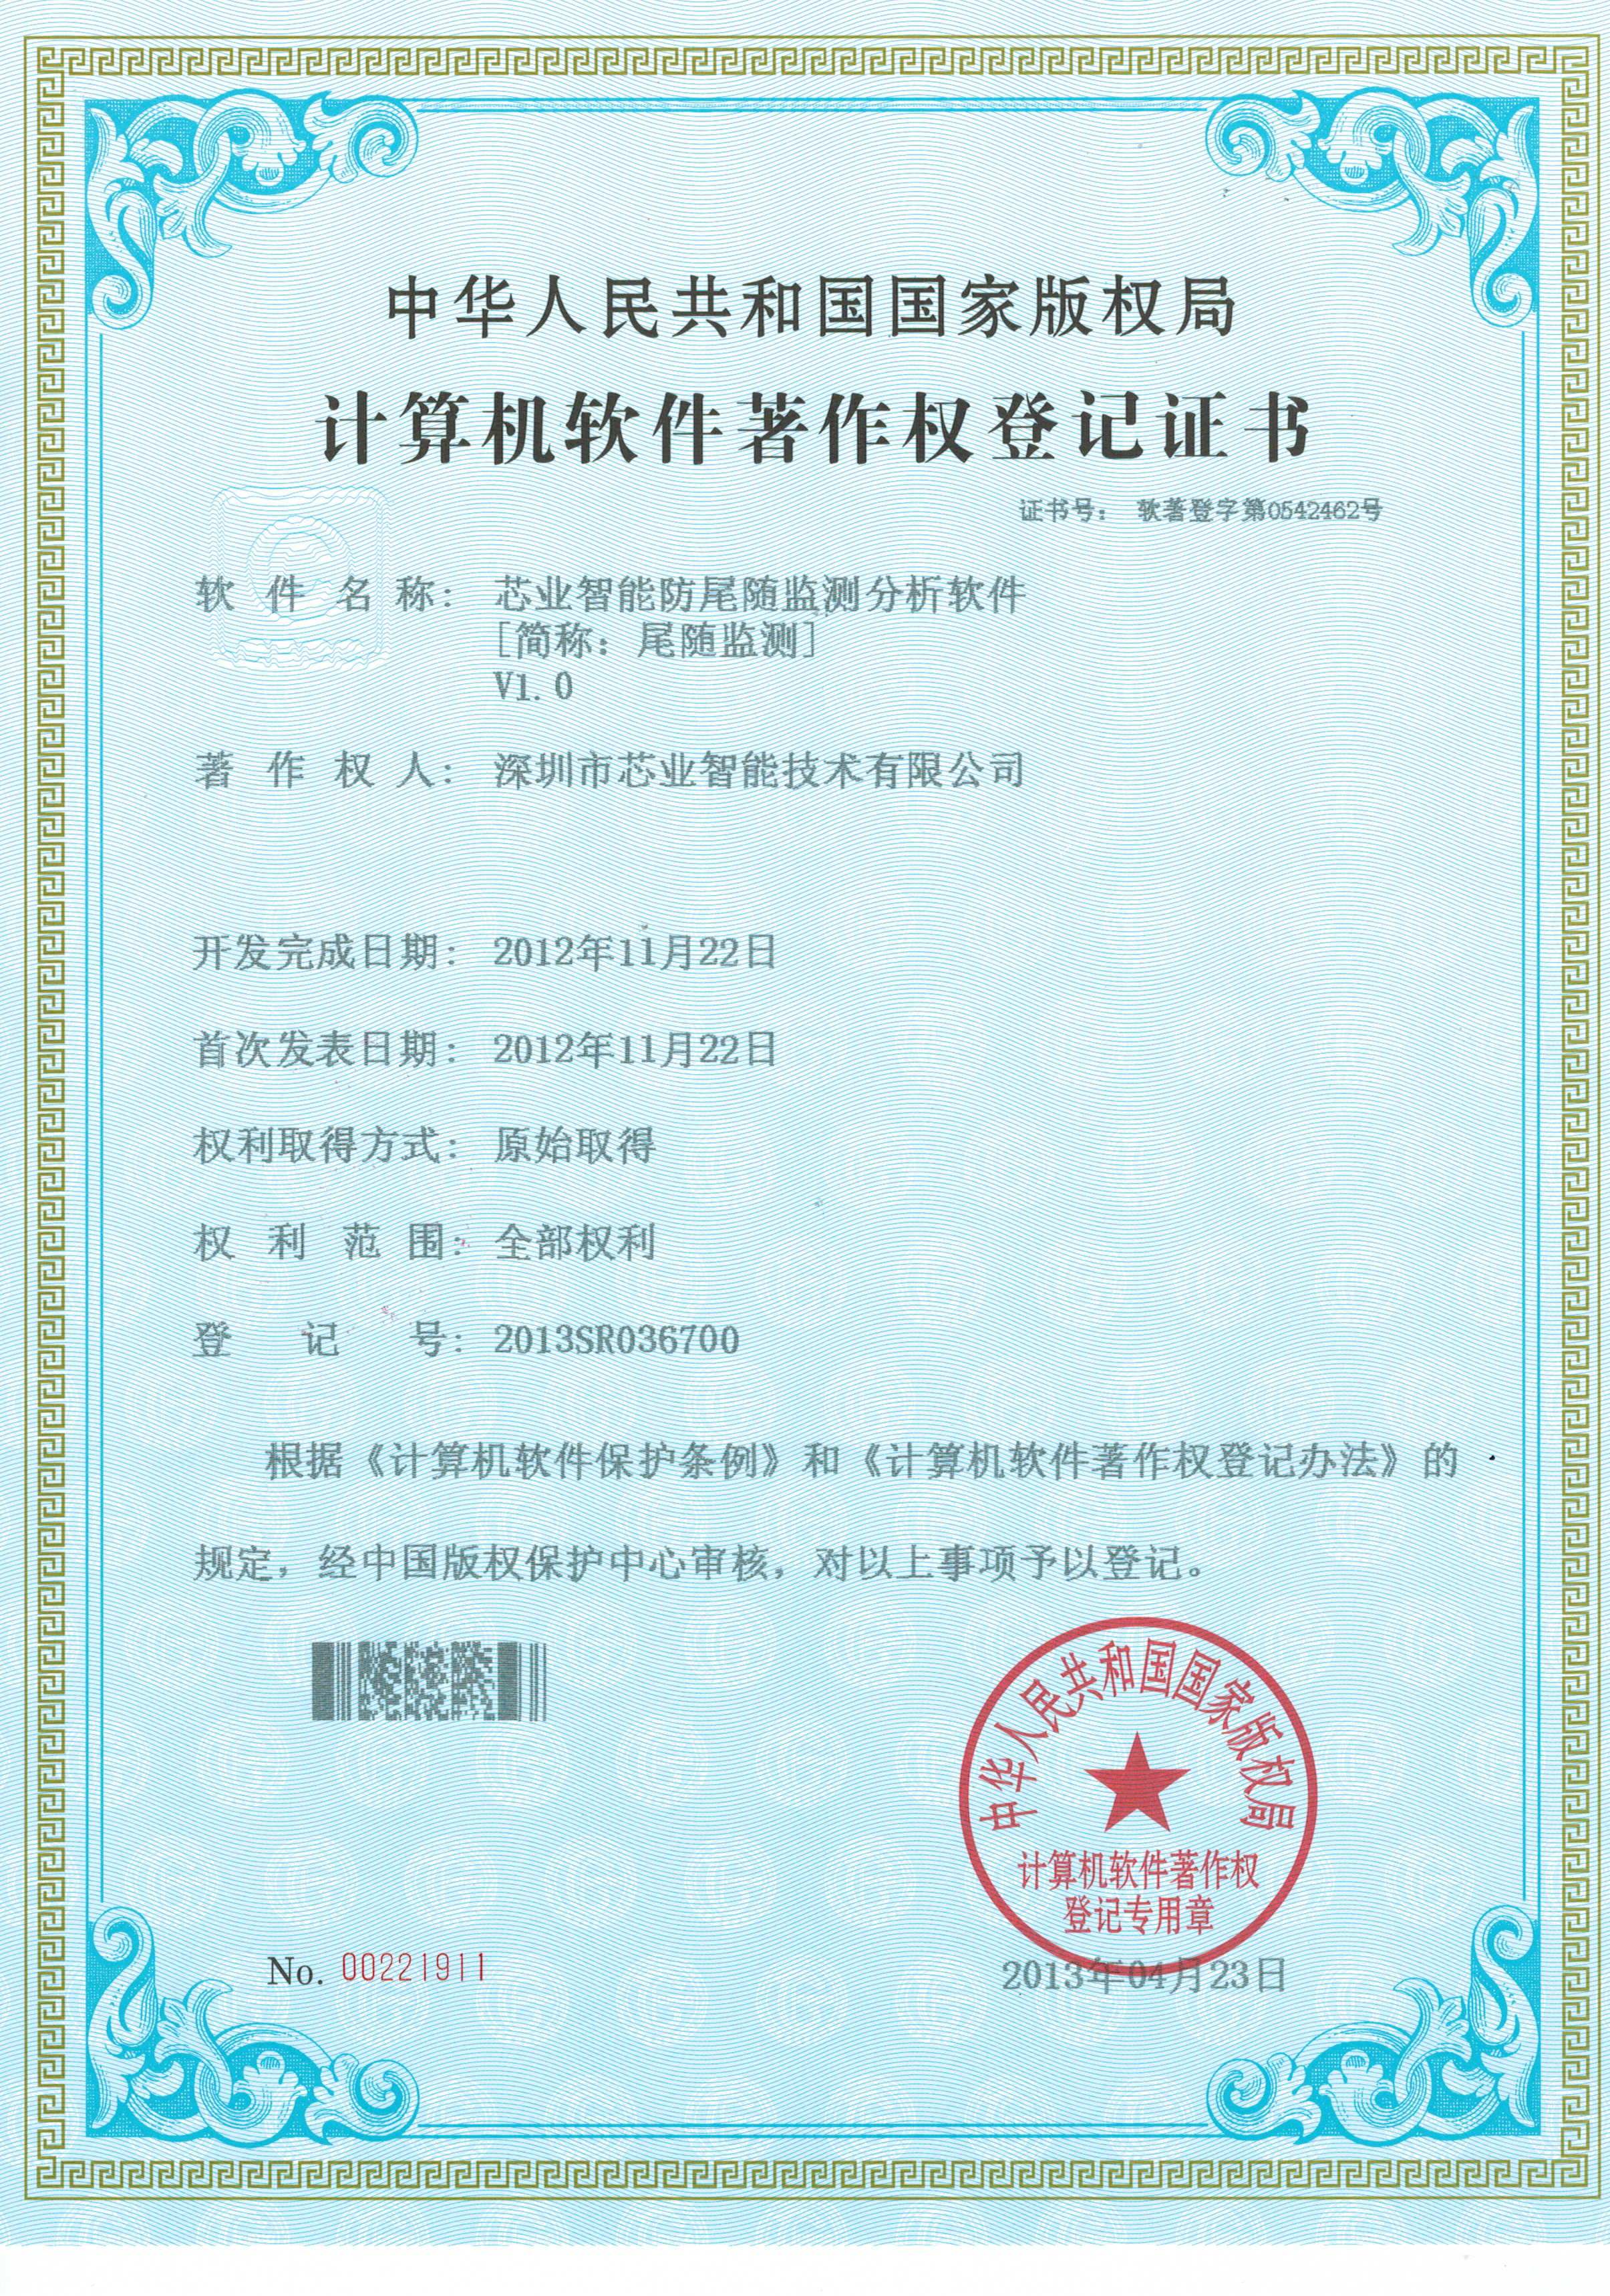 中华人民共和国国家版权局
计算机软件著作权登记证书
证书号： 软著登字第0542462号
软件名称： 芯业智能防尾随监测分析软件
[简称：尾随监测]
V1.0
著作权人： 深圳市芯业智能技术有限公司
开发完成日期： 2012年11月22日
首次发表日期： 2012年11月22日
权利取得方式： 原始取得
权利范围： 全部权利
登记号： 2013SR036700
根据《计算机软件保护条例》和《计算机软件著作权登记办法》的
规定，经中国版权保护中心审核，对以上事项予以登记。
中华人民共和国国家版权局
计算机软件著作权
登记专用章
No. 00221911
2013年04月23日